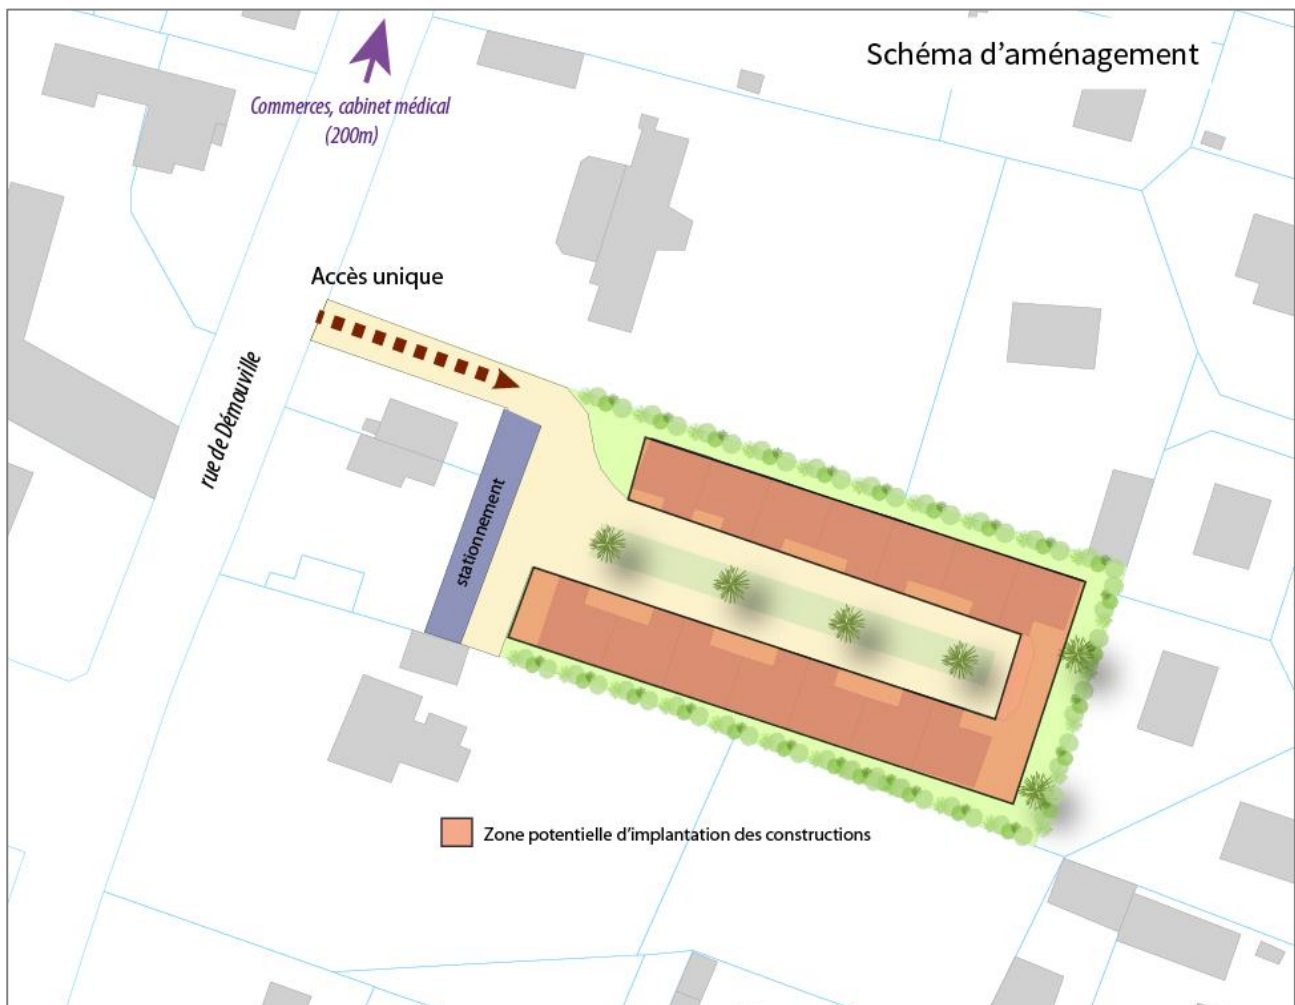 Schéma d'aménagement
Commerces, cabinet médical
(200m)
Accès unique
rue de Démouville
stationnement
Zone potentielle d'implantation des constructions